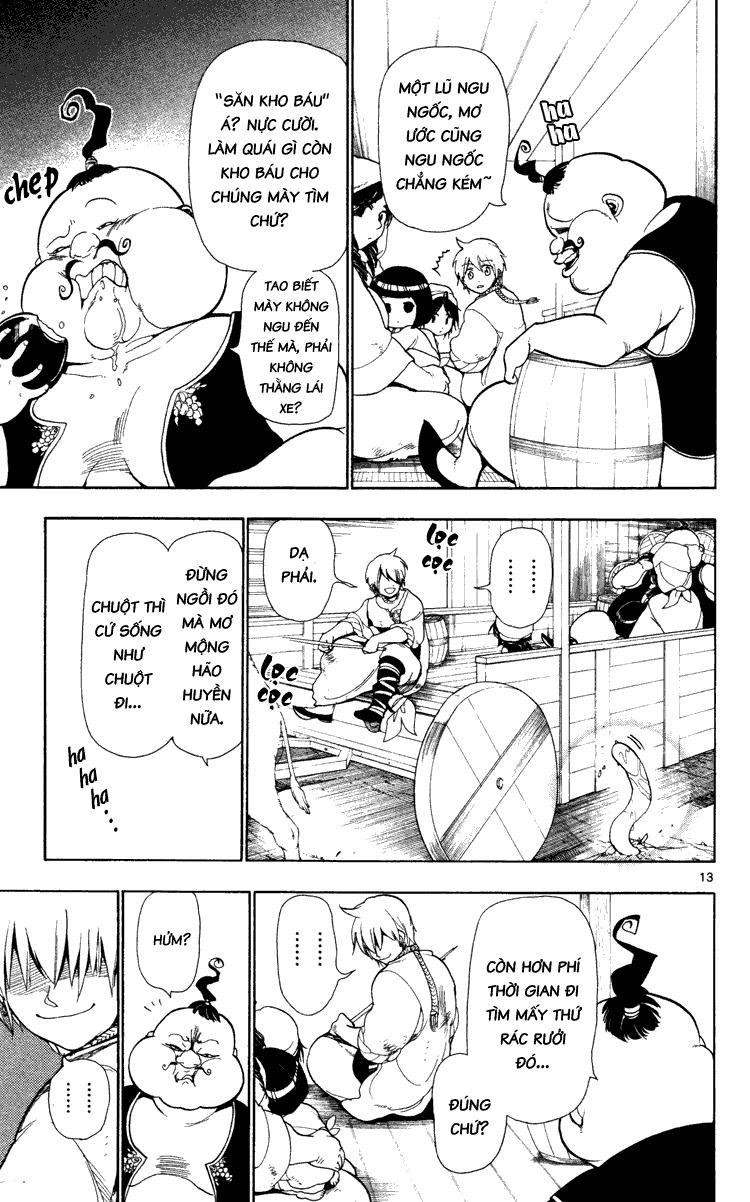 MỘT LŨ NGU
NGỐC, MƠ
ƯỚC CŨNG
NGU NGỐC
CHẲNG KÉM~
ha
ha
"SĂN KHO BÁU"
Á? NỰC CƯỜI.
LÀM QUÁI GÌ CÒN
KHO BÁU CHO
CHÚNG MÀY TÌM
CHỨ?
chẹp
TAO BIẾT
MÀY KHÔNG
NGU ĐẾN
THẾ MÀ, PHẢI
KHÔNG
THẰNG LÁI
XE?
....
lọc
cọc
DẠ
PHẢI.
lọc
cọc
ĐỪNG
NGỒI ĐÓ
MÀ MƠ
MỘNG
HÃO
HUYỀN
NỮA.
CHUỘT THÌ
CỨ SỐNG
NHƯ
CHUỘT
ĐI...
ha
ha
ha...
13
CÒN HƠN PHÍ
THỜI GIAN ĐI
TÌM MẤY THỨ
RÁC RƯỞI
ĐÓ...
ĐÚNG
CHỨ?
....
HỬM?
....